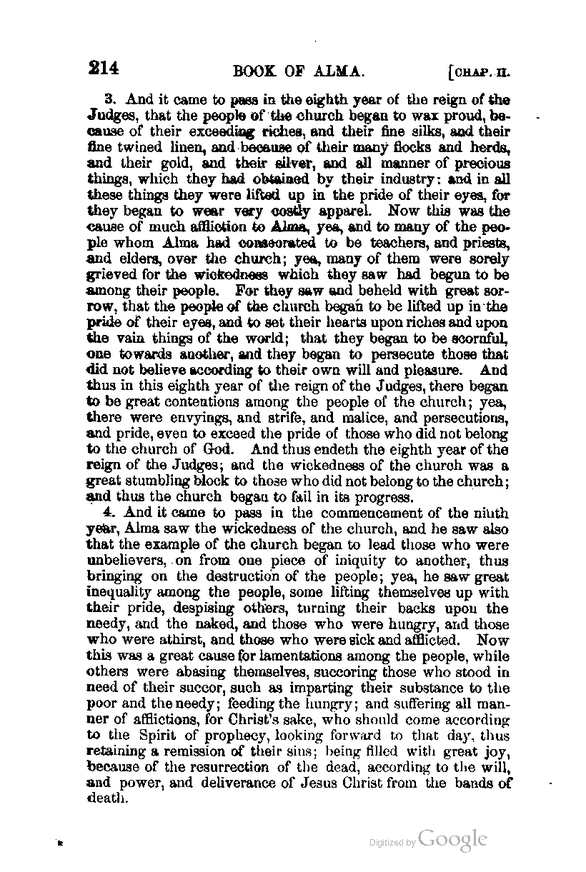 214 BOOK OF ALMA. [CHAP. II.
3. And it came to pass in the eighth year of the reign of the
Judges, that the people of the church began to wax proud, be-
cause of their exceeding riches, and their fine silks, and their
fine twined linen, and because of their many flocks and herds,
and their gold, and their silver, and all manner of precious
things, which they had obtained by their industry: and in all
these things they were lifted up in the pride of their eyes, for
they began to wear very costly apparel. Now this was the
cause of much affliction to Alma, yea, and to many of the peo-
ple whom Alma had consecrated to be teachers, and priests,
and elders, over the church; yea, many of them were sorely
grieved for the wickedness which they saw had begun to be
among their people. For they saw and beheld with great sor-
row, that the people of the church began to be lifted up in the
pride of their eyes, and to set their hearts upon riches and upon
the vain things of the world; that they began to be scornful,
one towards another, and they began to persecute those that
did not believe according to their own will and pleasure. And
thus in this eighth year of the reign of the Judges, there began
to be great contentions among the people of the church; yea,
there were envyings, and strife, and malice, and persecutions,
and pride, even to exceed the pride of those who did not belong
to the church of God. And thus endeth the eighth year of the
reign of the Judges; and the wickedness of the church was a
great stumbling block to those who did not belong to the church;
and thus the church began to fail in its progress.
4. And it came to pass in the commencement of the ninth
year, Alma saw the wickedness of the church, and he saw also
that the example of the church began to lead those who were
unbelievers, on from one piece of iniquity to another, thus
bringing on the destruction of the people; yea, he saw great
inequality among the people, some lifting themselves up with
their pride, despising others, turning their backs upon the
needy, and the naked, and those who were hungry, and those
who were athirst, and those who were sick and afflicted. Now
this was a great cause for lamentations among the people, while
others were abasing themselves, succoring those who stood in
need of their succor, such as imparting their substance to the
poor and the needy; feeding the hungry; and suffering all man-
ner of afflictions, for Christ's sake, who should come according
to the Spirit of prophecy, looking forward to that day, thus
retaining a remission of their sins; being filled with great joy,
because of the resurrection of the dead, according to the will,
and power, and deliverance of Jesus Christ from the bands of
death.
Digitized by Google